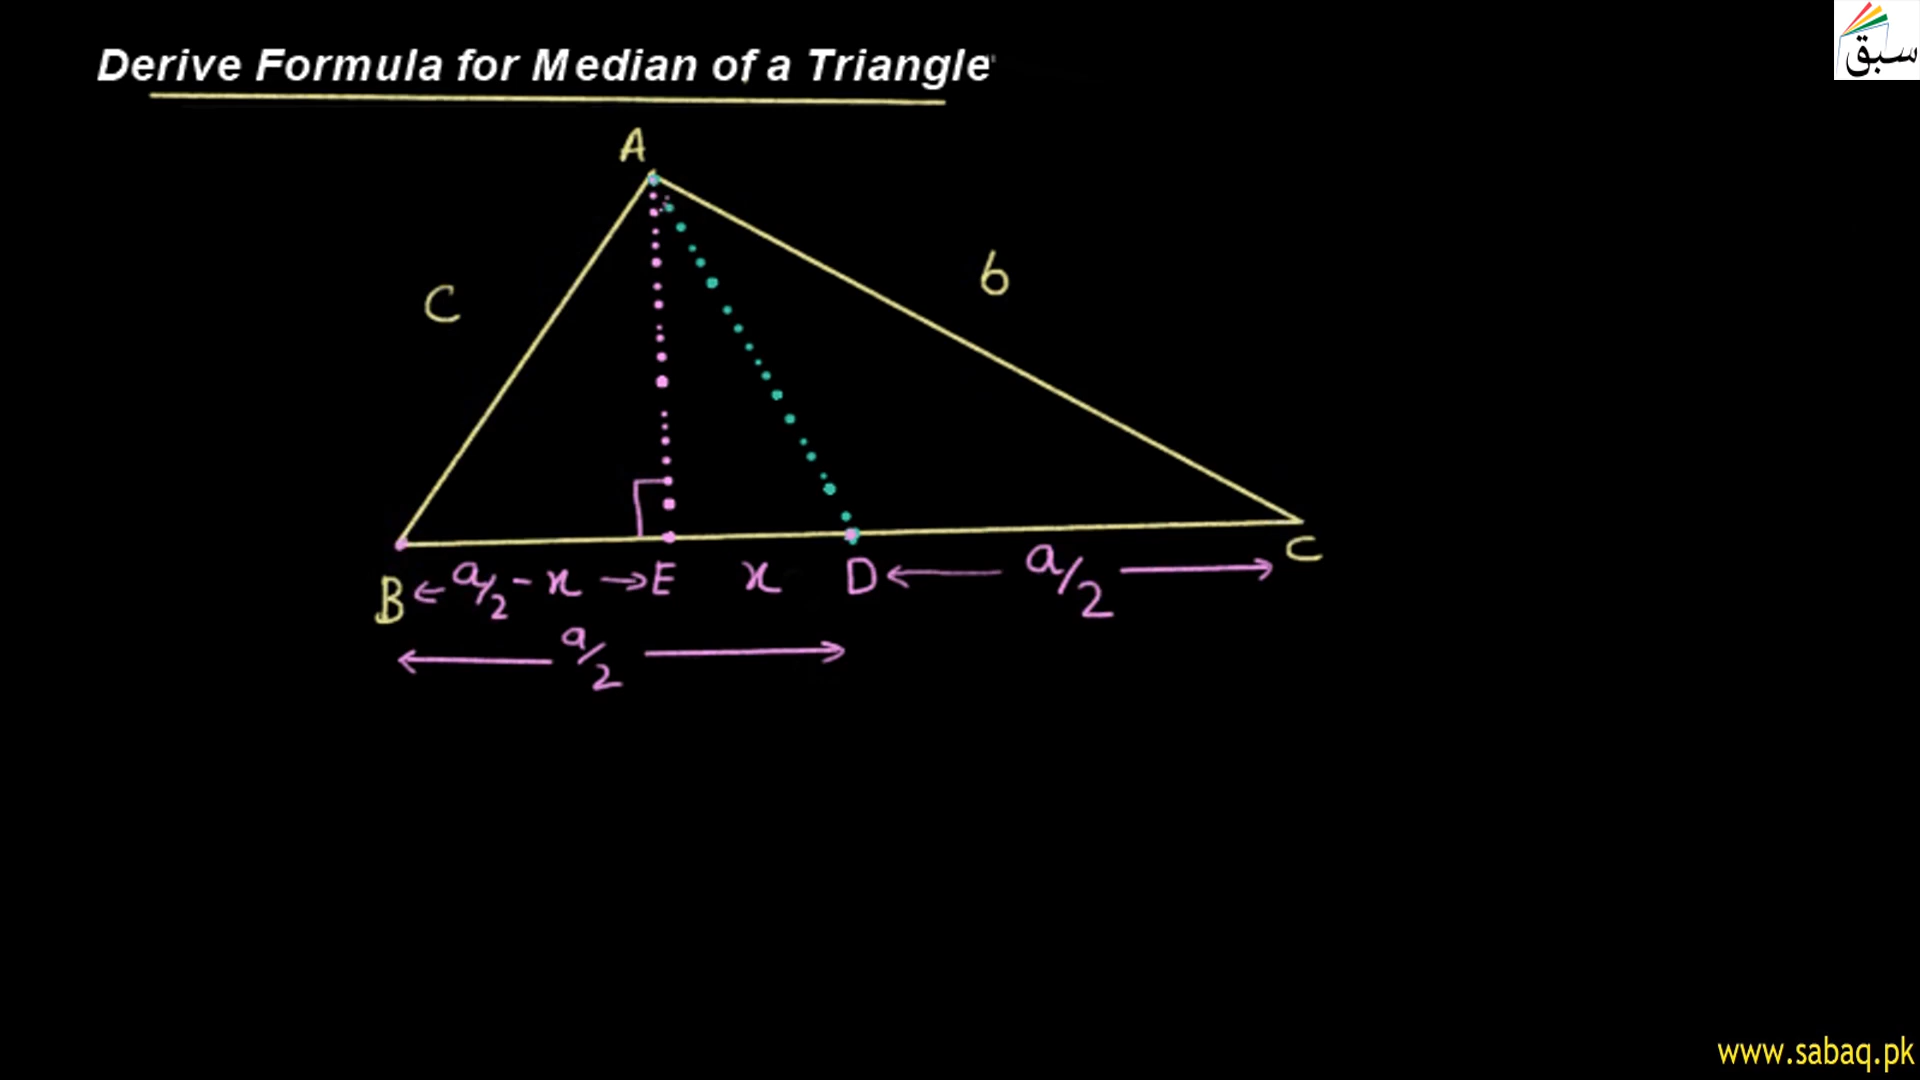 Derive Formula for Median of a Triangle
سبق
A
C
b
B ← a/2 - x → E x D ← a/2 → C
← a/2 →
www.sabaq.pk